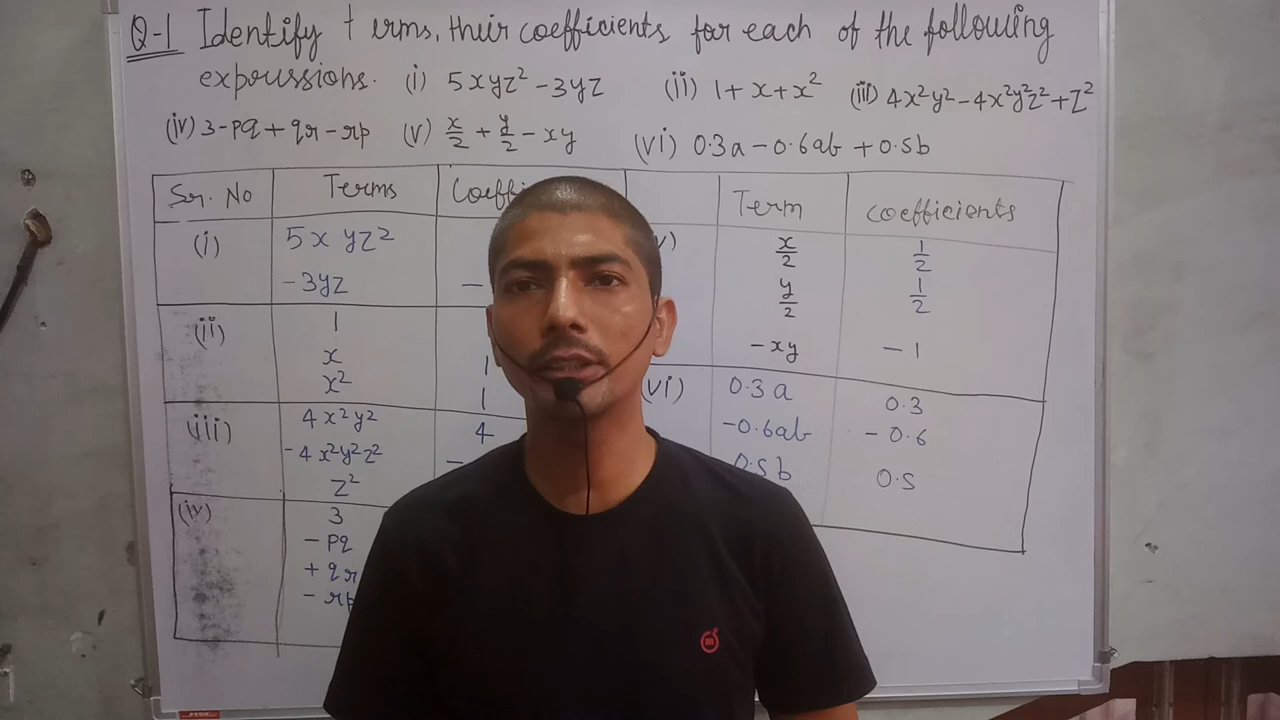 Q-1 Identify terms, their coefficients for each of the following
expressions. (i) 5xyz² - 3yz (ii) 1 + x + x² (iii) 4x²y² - 4x²y²z² + z²
(iv) 3 - pq + qr - rp (v) x/2 + y/2 - xy (vi) 0.3a - 0.6ab + 0.5b
Sr. No Terms Term coefficients
(i) 5xyz² x/2 1/2
-3yz - y/2 1/2
(ii) 1 -xy -1
x 1
x² 1 (vi) 0.3a 0.3
(iii) 4x²y² 4 -0.6ab -0.6
-4x²y²z² - 0.5b 0.5
z²
(iv) 3
-pq
+qr
-rp